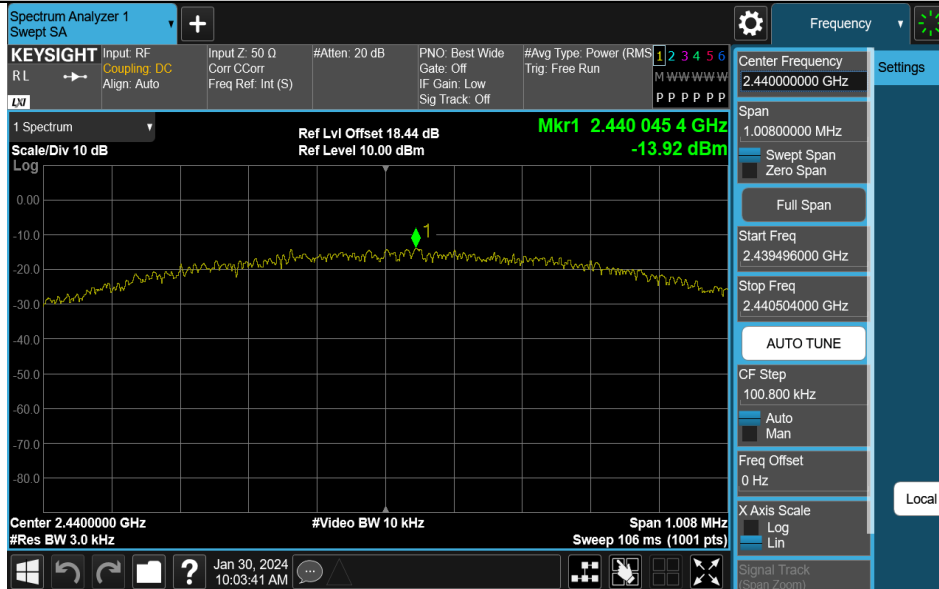 Spectrum Analyzer 1
Swept SA
+
Frequency
KEYSIGHT
RL
LXI
Input: RF
Coupling: DC
Align: Auto
Input Z: 50 Ω
Corr CCorr
Freq Ref: Int (S)
#Atten: 20 dB
PNO: Best Wide
Gate: Off
IF Gain: Low
Sig Track: Off
#Avg Type: Power (RMS
Trig: Free Run
1 2 3 4 5 6
M W W W W W
P P P P P P
1 Spectrum
Scale/Div 10 dB
Ref Lvl Offset 18.44 dB
Ref Level 10.00 dBm
Mkr1 2.440 045 4 GHz
-13.92 dBm
Log
0.00
-10.0
-20.0
-30.0
-40.0
-50.0
-60.0
-70.0
-80.0
1
Center 2.4400000 GHz
#Res BW 3.0 kHz
#Video BW 10 kHz
Span 1.008 MHz
Sweep 106 ms (1001 pts)
Center Frequency
2.440000000 GHz
Span
1.00800000 MHz
Swept Span
Zero Span
Full Span
Start Freq
2.439496000 GHz
Stop Freq
2.440504000 GHz
AUTO TUNE
CF Step
100.800 kHz
Auto
Man
Freq Offset
0 Hz
X Axis Scale
Log
Lin
Signal Track
(Span Zoom)
Settings
Local
?
Jan 30, 2024
10:03:41 AM